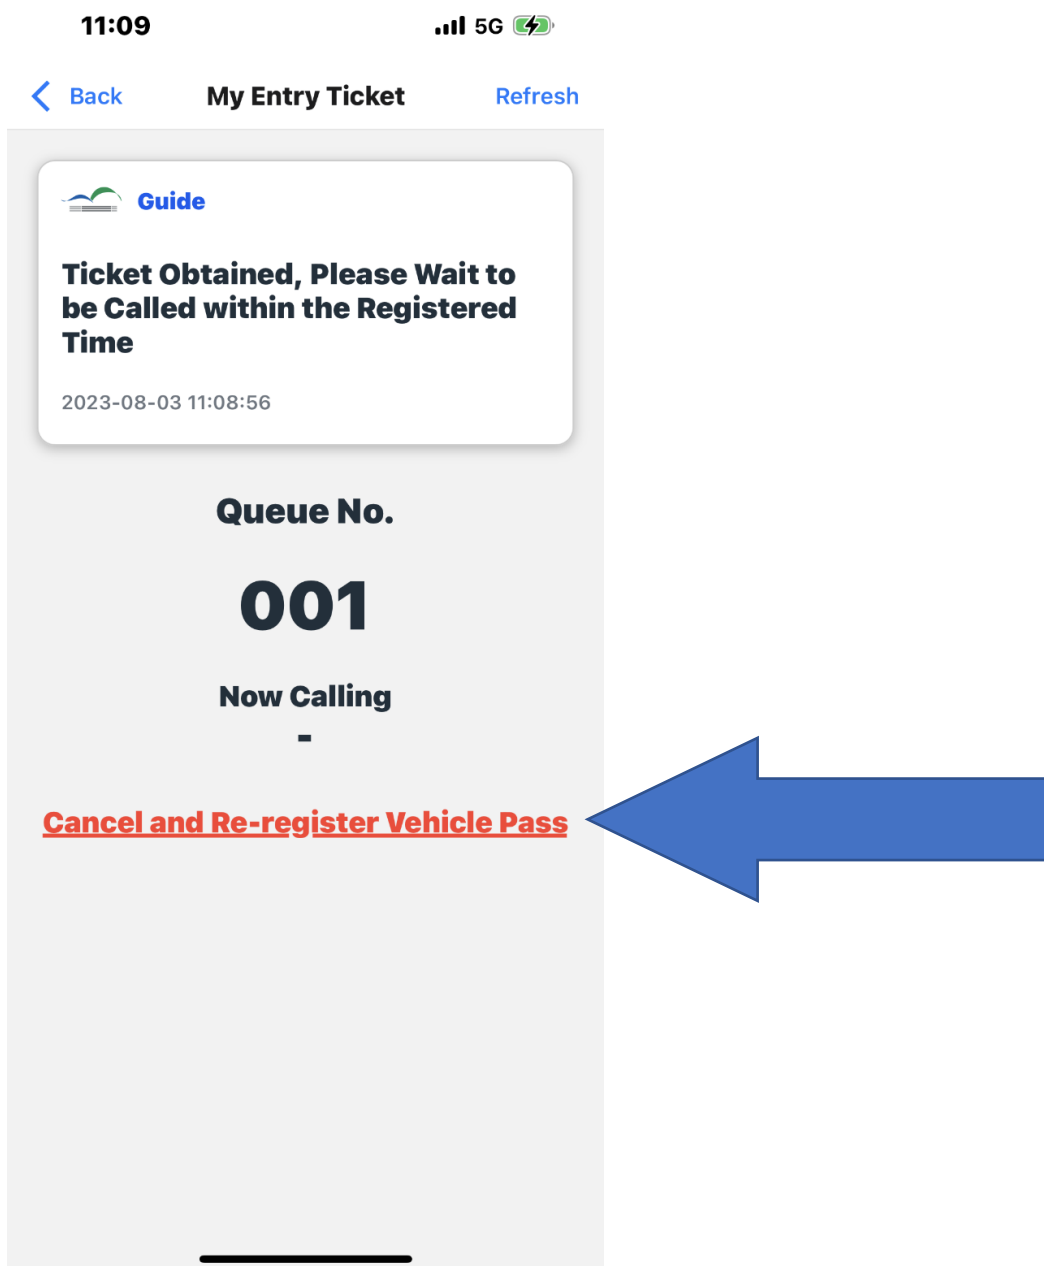 11:09 5G
Back My Entry Ticket Refresh
Guide
Ticket Obtained, Please Wait to
be Called within the Registered
Time
2023-08-03 11:08:56
Queue No.
001
Now Calling
-
Cancel and Re-register Vehicle Pass